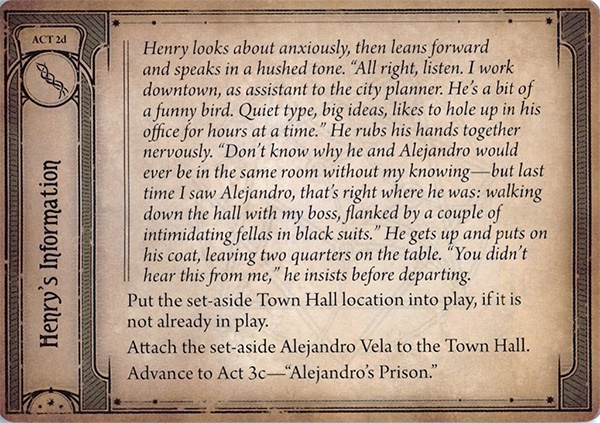 ACT 2d
Henry's Information
Henry looks about anxiously, then leans forward
and speaks in a hushed tone. “All right, listen. I work
downtown, as assistant to the city planner. He's a bit of
a funny bird. Quiet type, big ideas, likes to hole up in his
office for hours at a time.” He rubs his hands together
nervously. “Don't know why he and Alejandro would
ever be in the same room without my knowing—but last
time I saw Alejandro, that's right where he was: walking
down the hall with my boss, flanked by a couple of
intimidating fellas in black suits.” He gets up and puts on
his coat, leaving two quarters on the table. “You didn't
hear this from me,” he insists before departing.
Put the set-aside Town Hall location into play, if it is
not already in play.
Attach the set-aside Alejandro Vela to the Town Hall.
Advance to Act 3c—“Alejandro's Prison.”